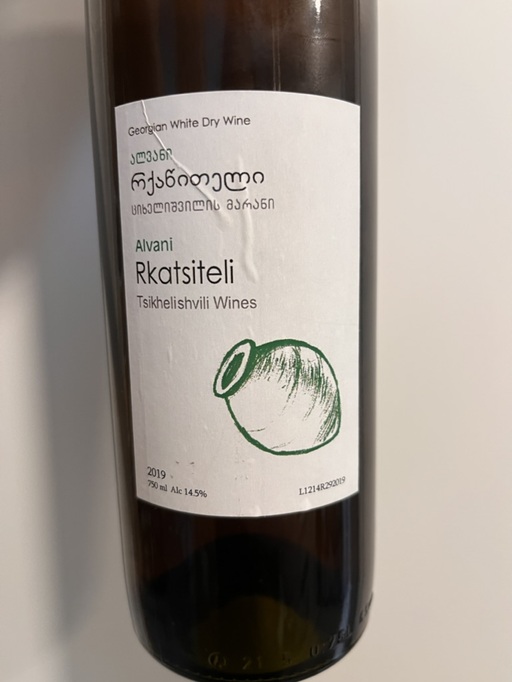 Georgian White Dry Wine
ალვანი
რქაწითელი
ციხელიშვილის მარანი
Alvani
Rkatsiteli
Tsikhelishvili Wines
2019
750 ml Alc 14.5%
L1214R292019